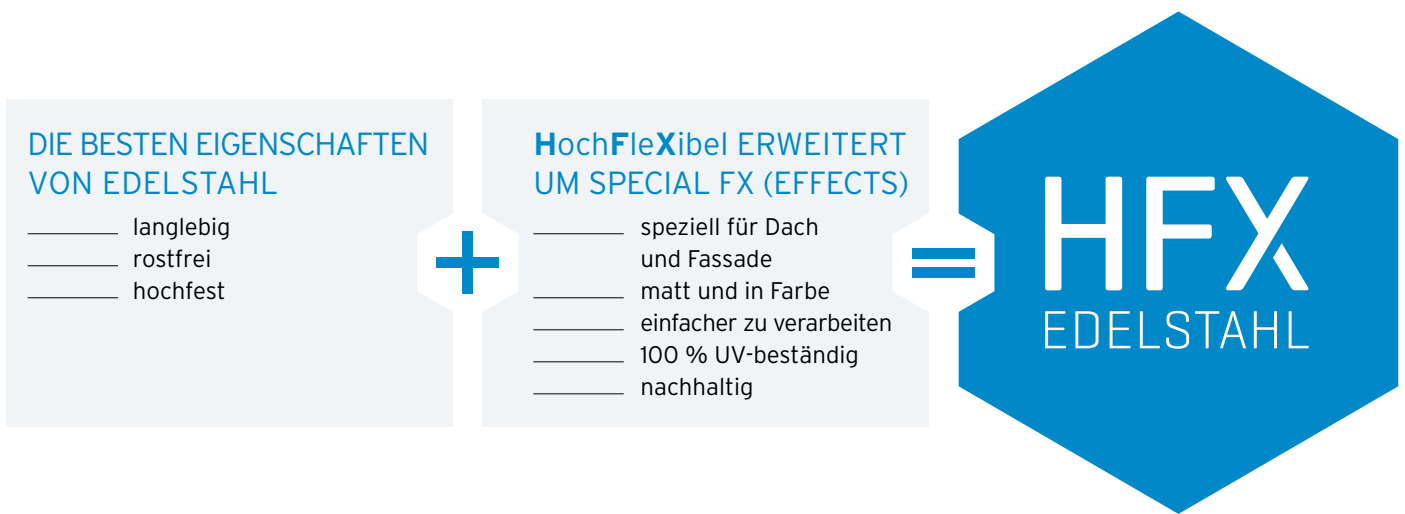 DIE BESTEN EIGENSCHAFTEN
VON EDELSTAHL
langlebig
rostfrei
hochfest
+
HochFleXibel ERWEITERT
UM SPECIAL FX (EFFECTS)
speziell für Dach
und Fassade
matt und in Farbe
einfacher zu verarbeiten
100 % UV-beständig
nachhaltig
=
HFX
EDELSTAHL